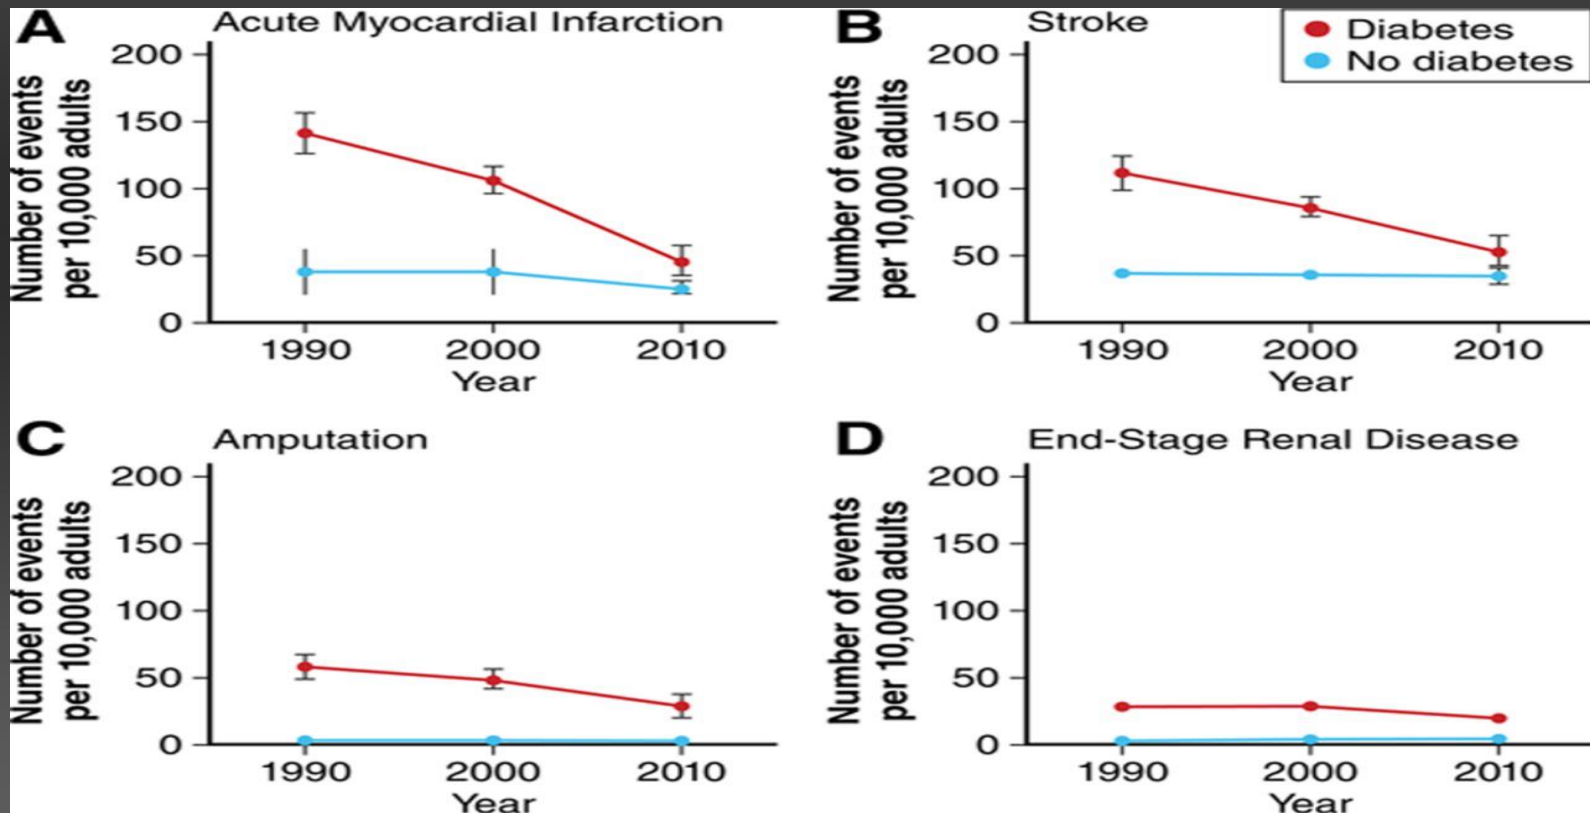 A Acute Myocardial Infarction
Number of events
per 10,000 adults
200
150
100
50
0
1990 2000 2010
Year
B Stroke
Diabetes
No diabetes
Number of events
per 10,000 adults
200
150
100
50
0
1990 2000 2010
Year
C Amputation
Number of events
per 10,000 adults
200
150
100
50
0
1990 2000 2010
Year
D End-Stage Renal Disease
Number of events
per 10,000 adults
200
150
100
50
0
1990 2000 2010
Year